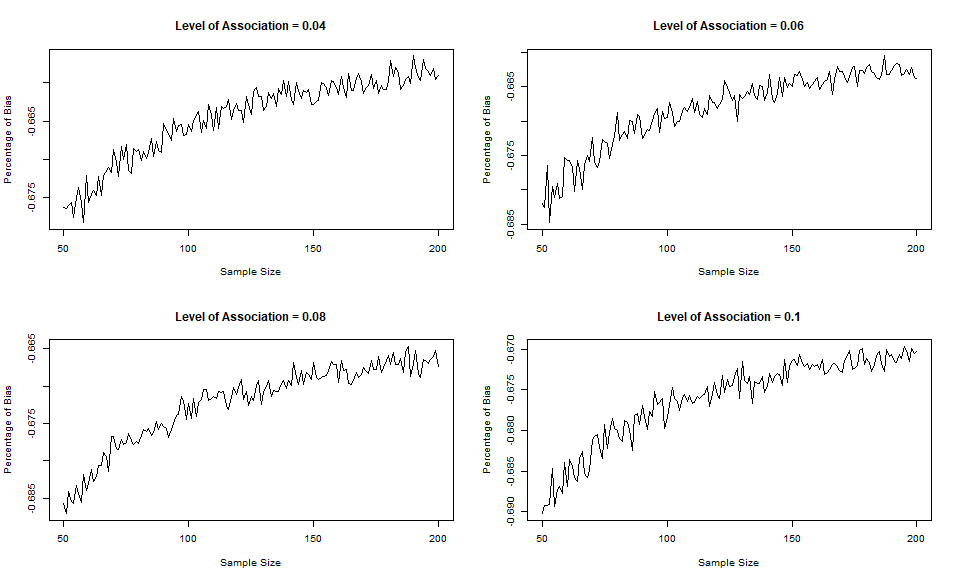 Level of Association = 0.04
Percentage of Bias
-0.665
-0.675
50 100 150 200
Sample Size
Level of Association = 0.06
Percentage of Bias
-0.665
-0.675
-0.685
50 100 150 200
Sample Size
Level of Association = 0.08
Percentage of Bias
-0.665
-0.675
-0.685
50 100 150 200
Sample Size
Level of Association = 0.1
Percentage of Bias
-0.670
-0.675
-0.680
-0.685
-0.690
50 100 150 200
Sample Size